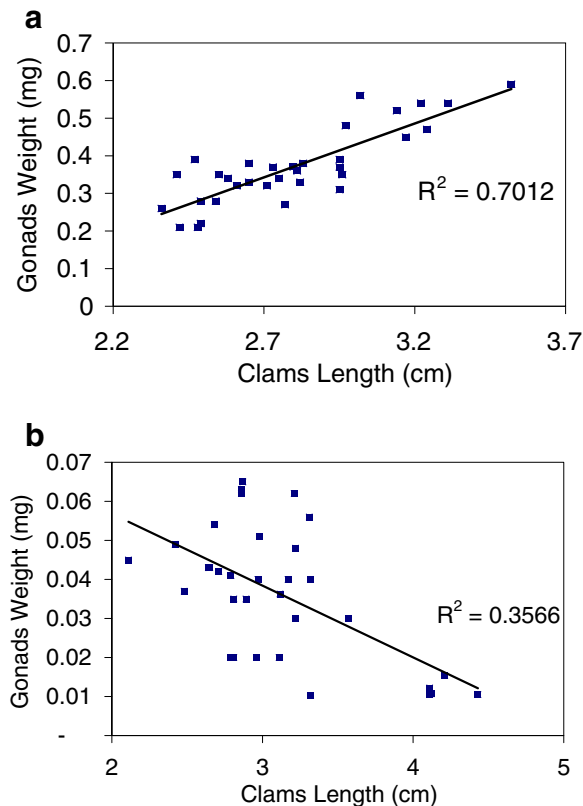 a
0.7
0.6
0.5
0.4
0.3
0.2
0.1
0
Gonads Weight (mg)
R² = 0.7012
2.2 2.7 3.2 3.7
Clams Length (cm)
b
0.07
0.06
0.05
0.04
0.03
0.02
0.01
-
Gonads Weight (mg)
R² = 0.3566
2 3 4 5
Clams Length (cm)